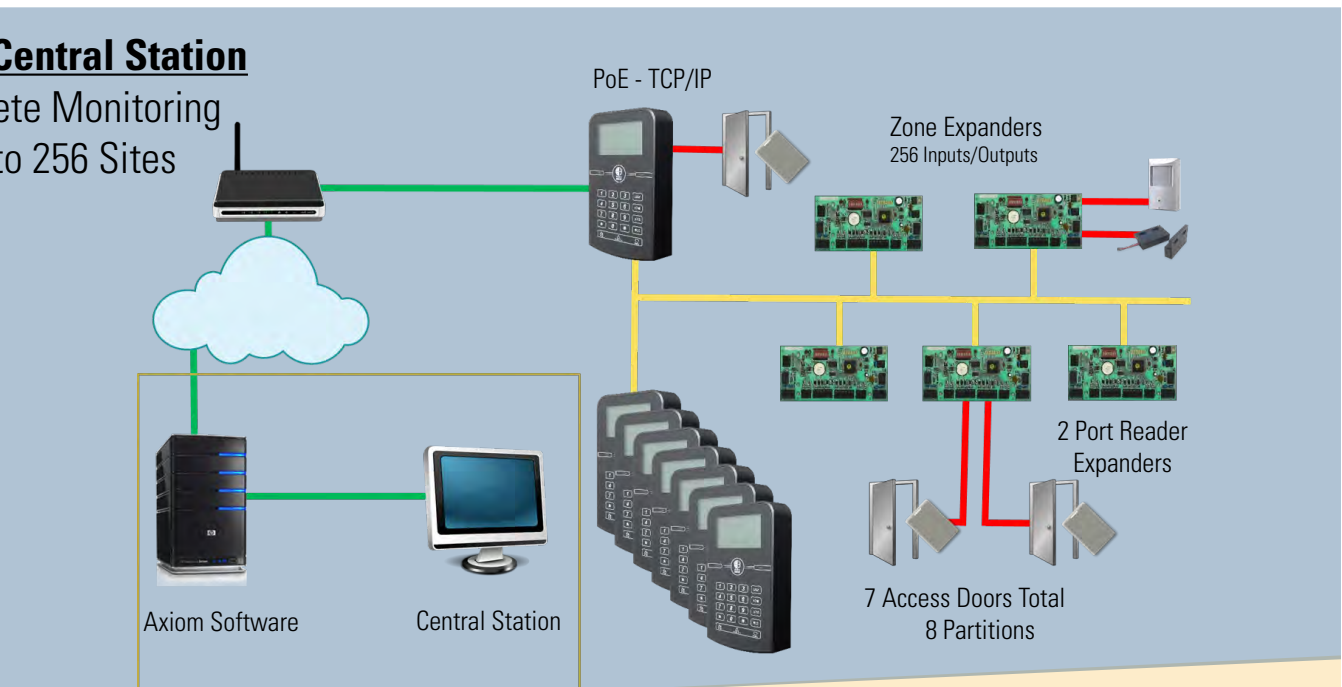 Central Station
ete Monitoring
to 256 Sites
PoE - TCP/IP
Zone Expanders
256 Inputs/Outputs
2 Port Reader
Expanders
7 Access Doors Total
8 Partitions
Axiom Software
Central Station